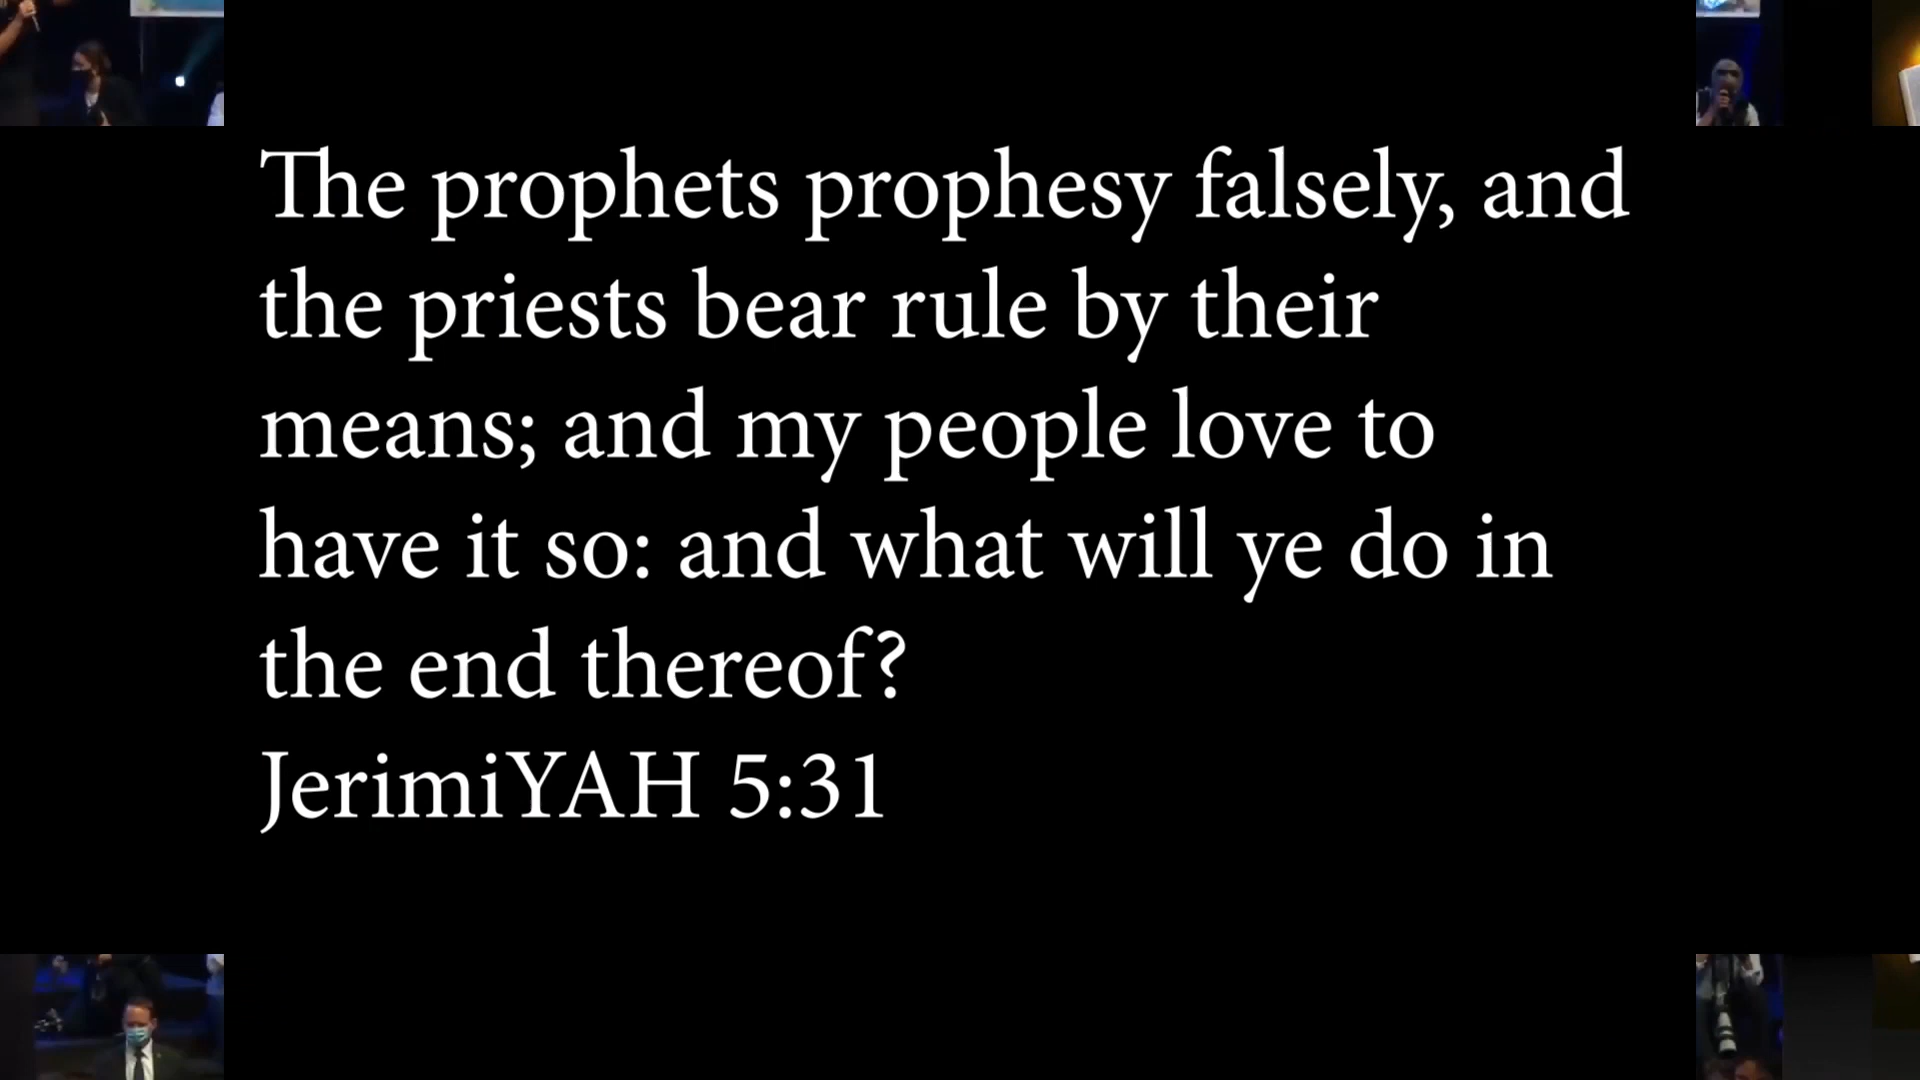 The prophets prophesy falsely, and
the priests bear rule by their
means; and my people love to
have it so: and what will ye do in
the end thereof?
JerimiYAH 5:31